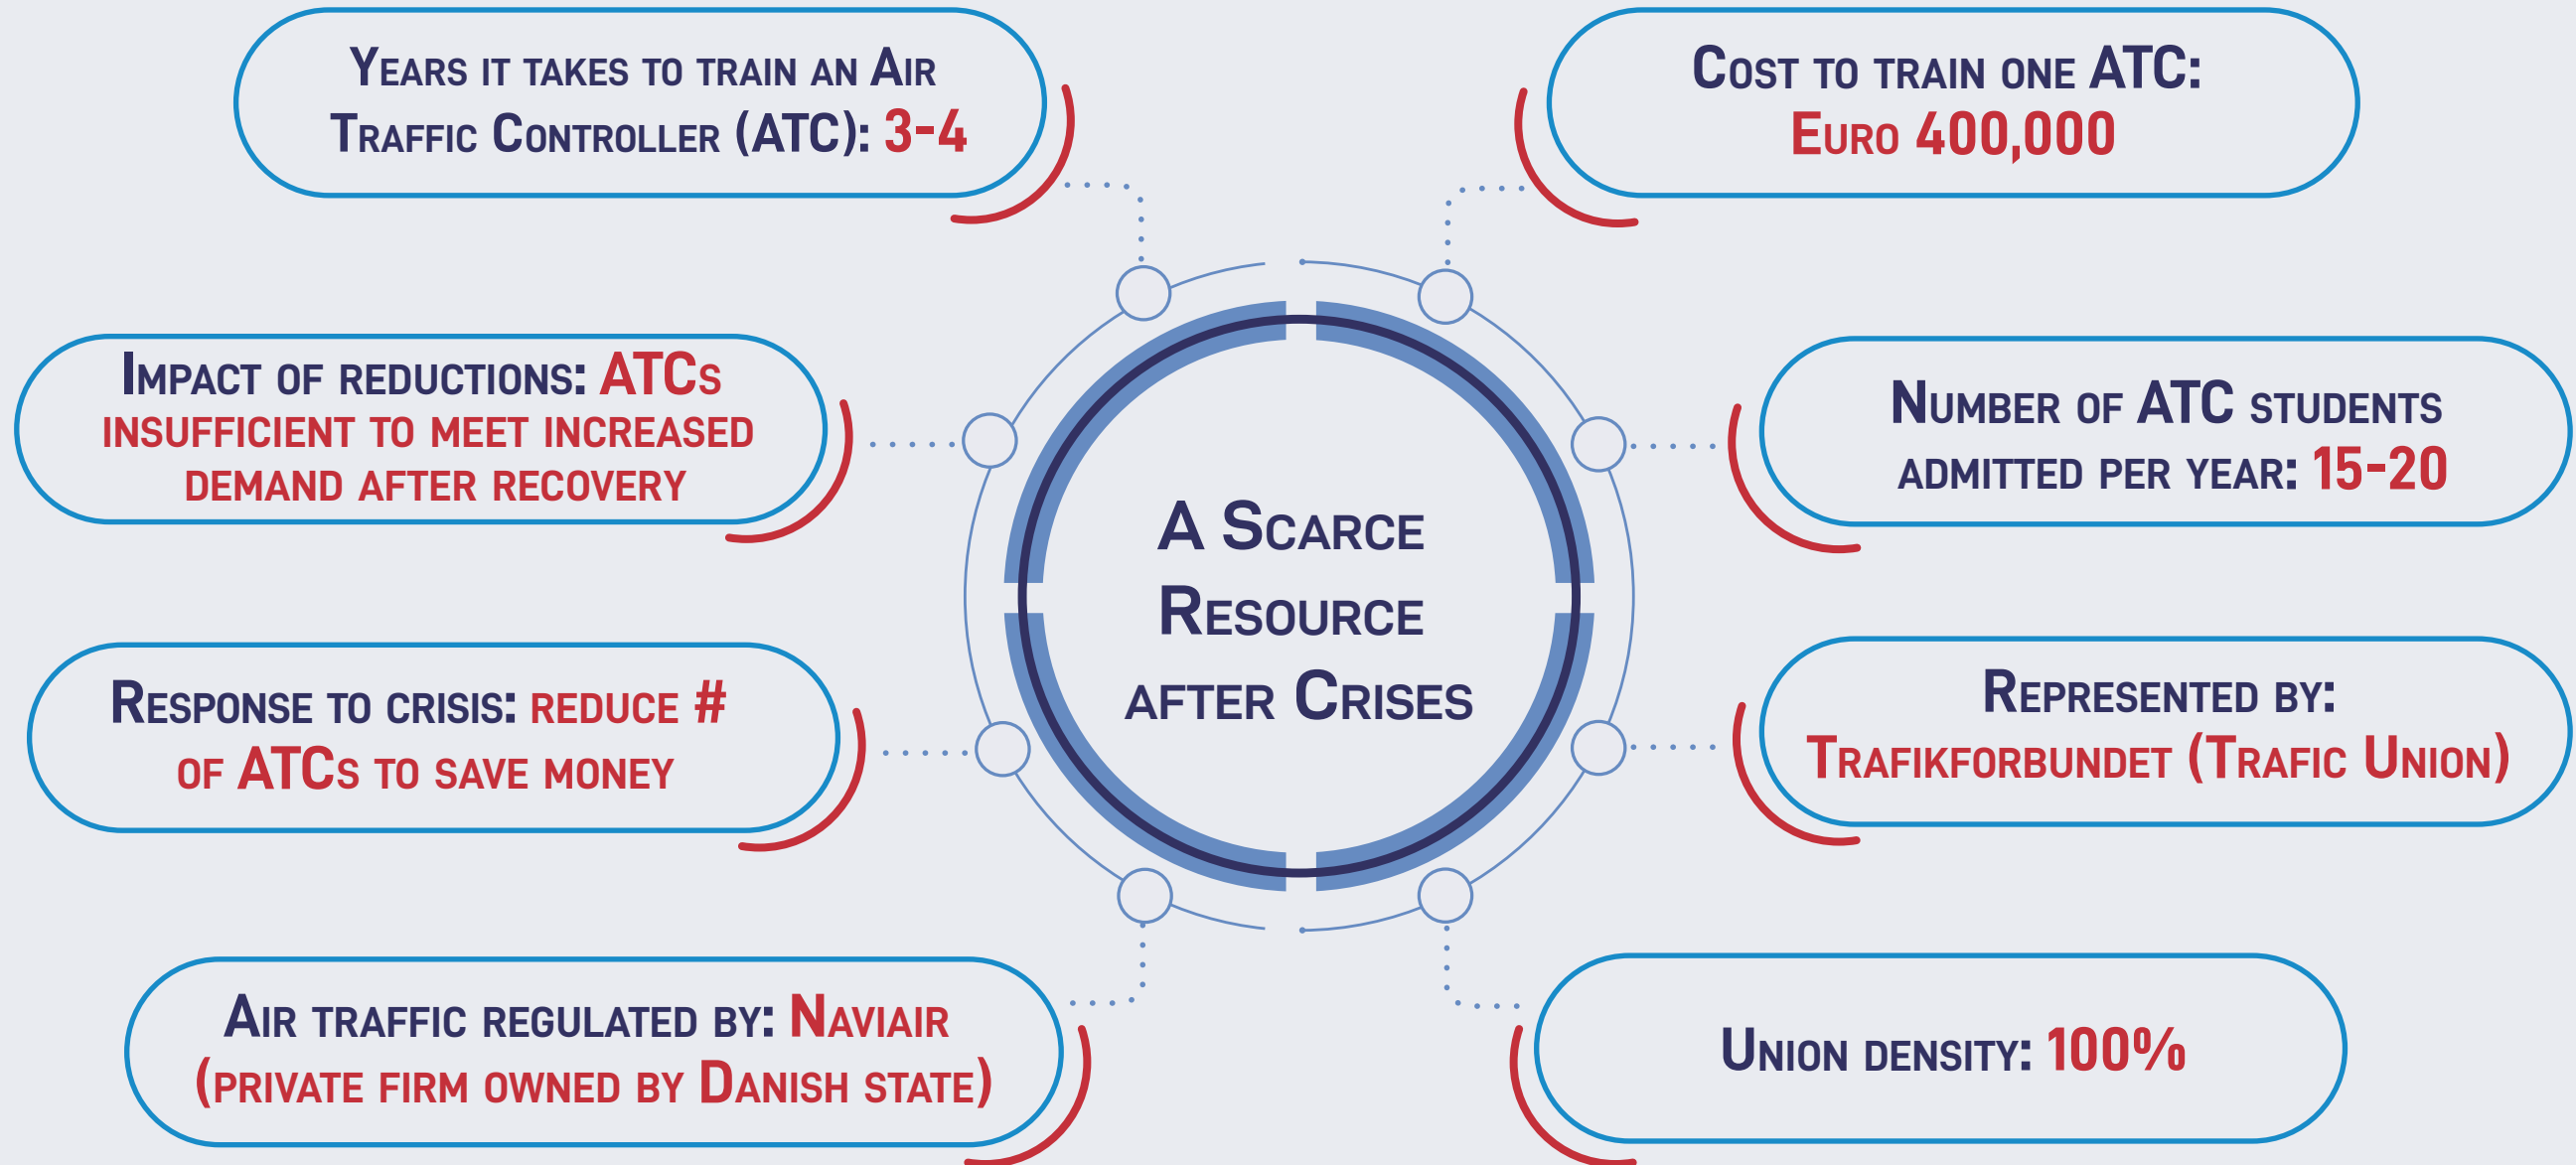 Years it takes to train an Air
Traffic Controller (ATC): 3-4
Cost to train one ATC:
Euro 400,000
Impact of reductions: ATCs
insufficient to meet increased
demand after recovery
Number of ATC students
admitted per year: 15-20
A Scarce
Resource
after Crises
Response to crisis: reduce #
of ATCs to save money
Represented by:
Trafikforbundet (Trafic Union)
Air traffic regulated by: Naviair
(private firm owned by Danish state)
Union density: 100%